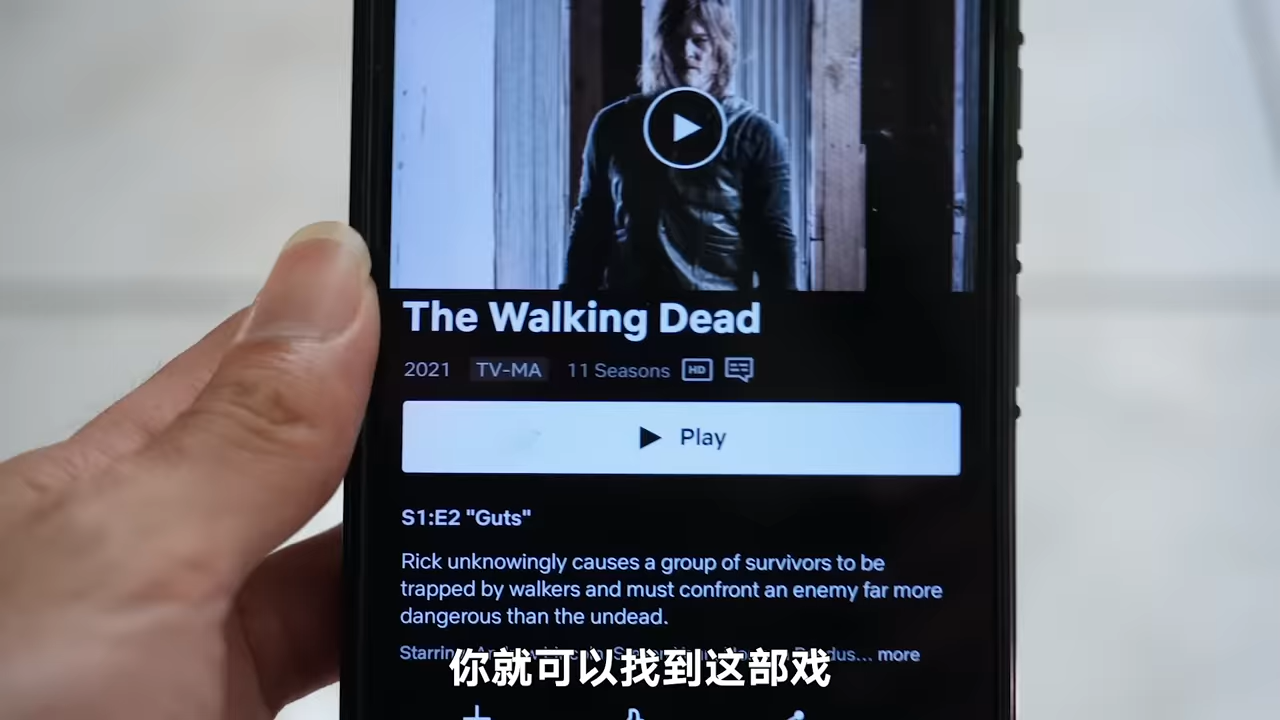 The Walking Dead
2021 TV-MA 11 Seasons HD
Play
S1:E2 "Guts"
Rick unknowingly causes a group of survivors to be
trapped by walkers and must confront an enemy far more
dangerous than the undead.
... more
你就可以找到这部戏